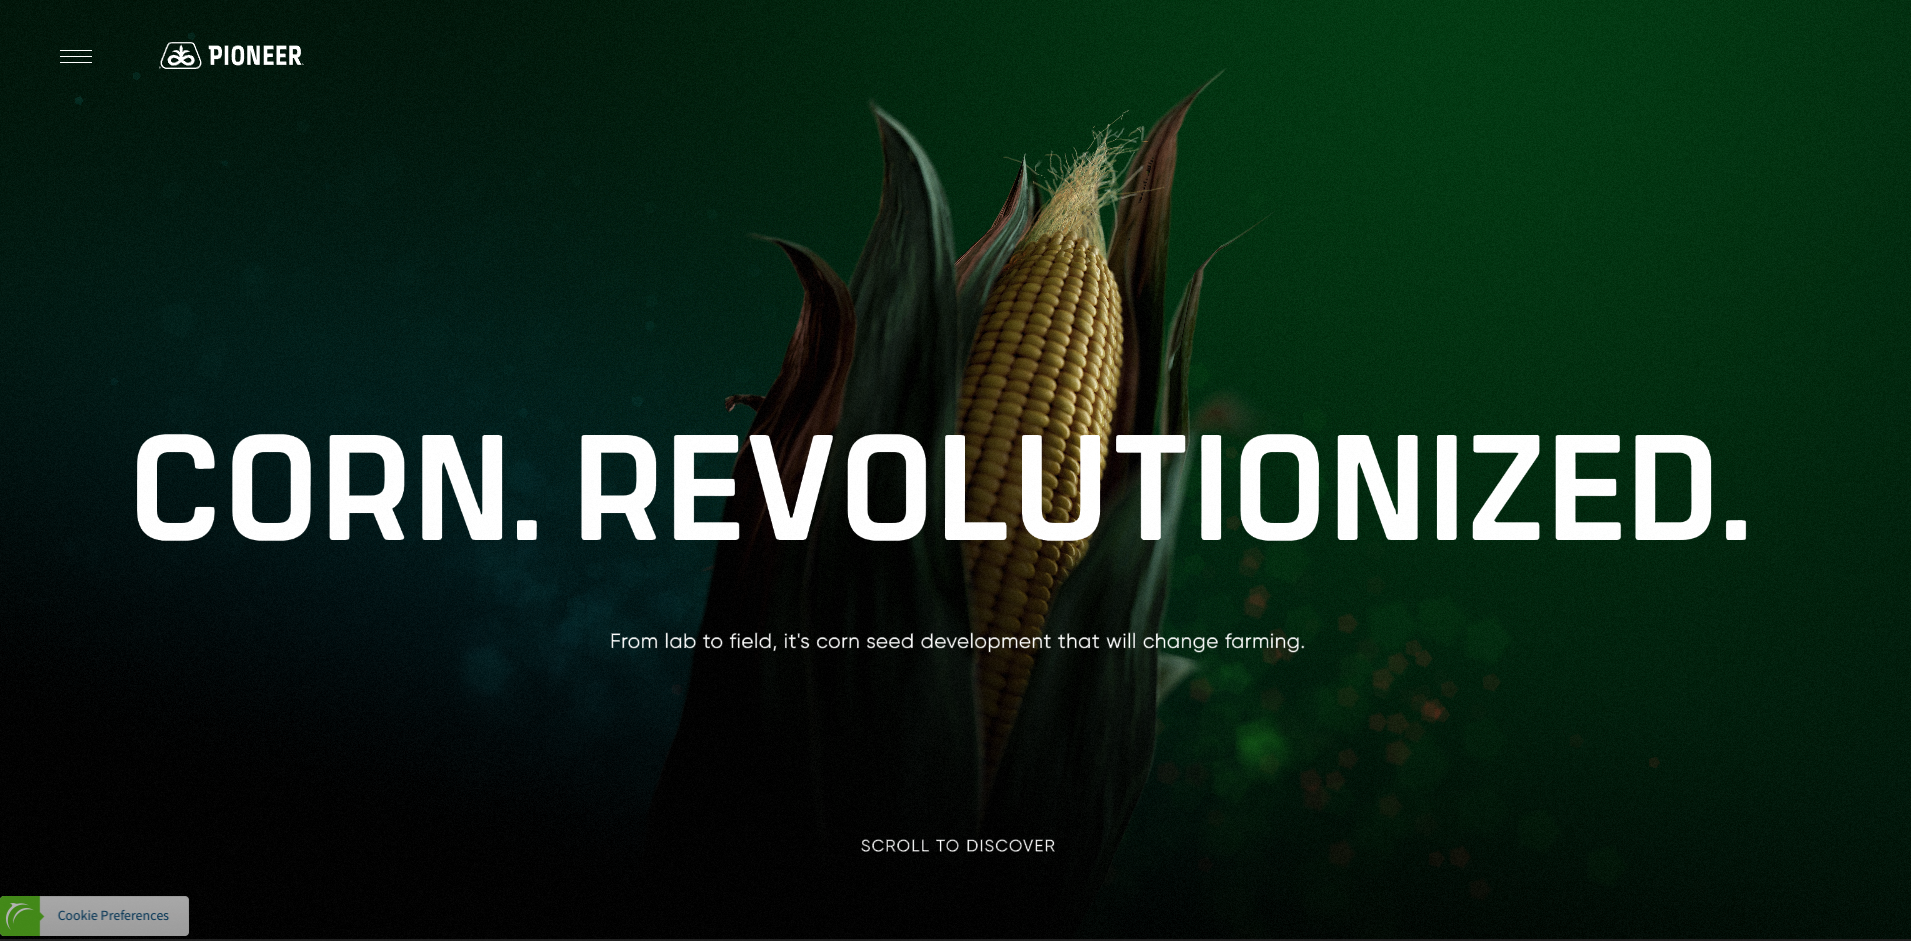 PIONEER
CORN. REVOLUTIONIZED.
From lab to field, it's corn seed development that will change farming.
SCROLL TO DISCOVER
Cookie Preferences